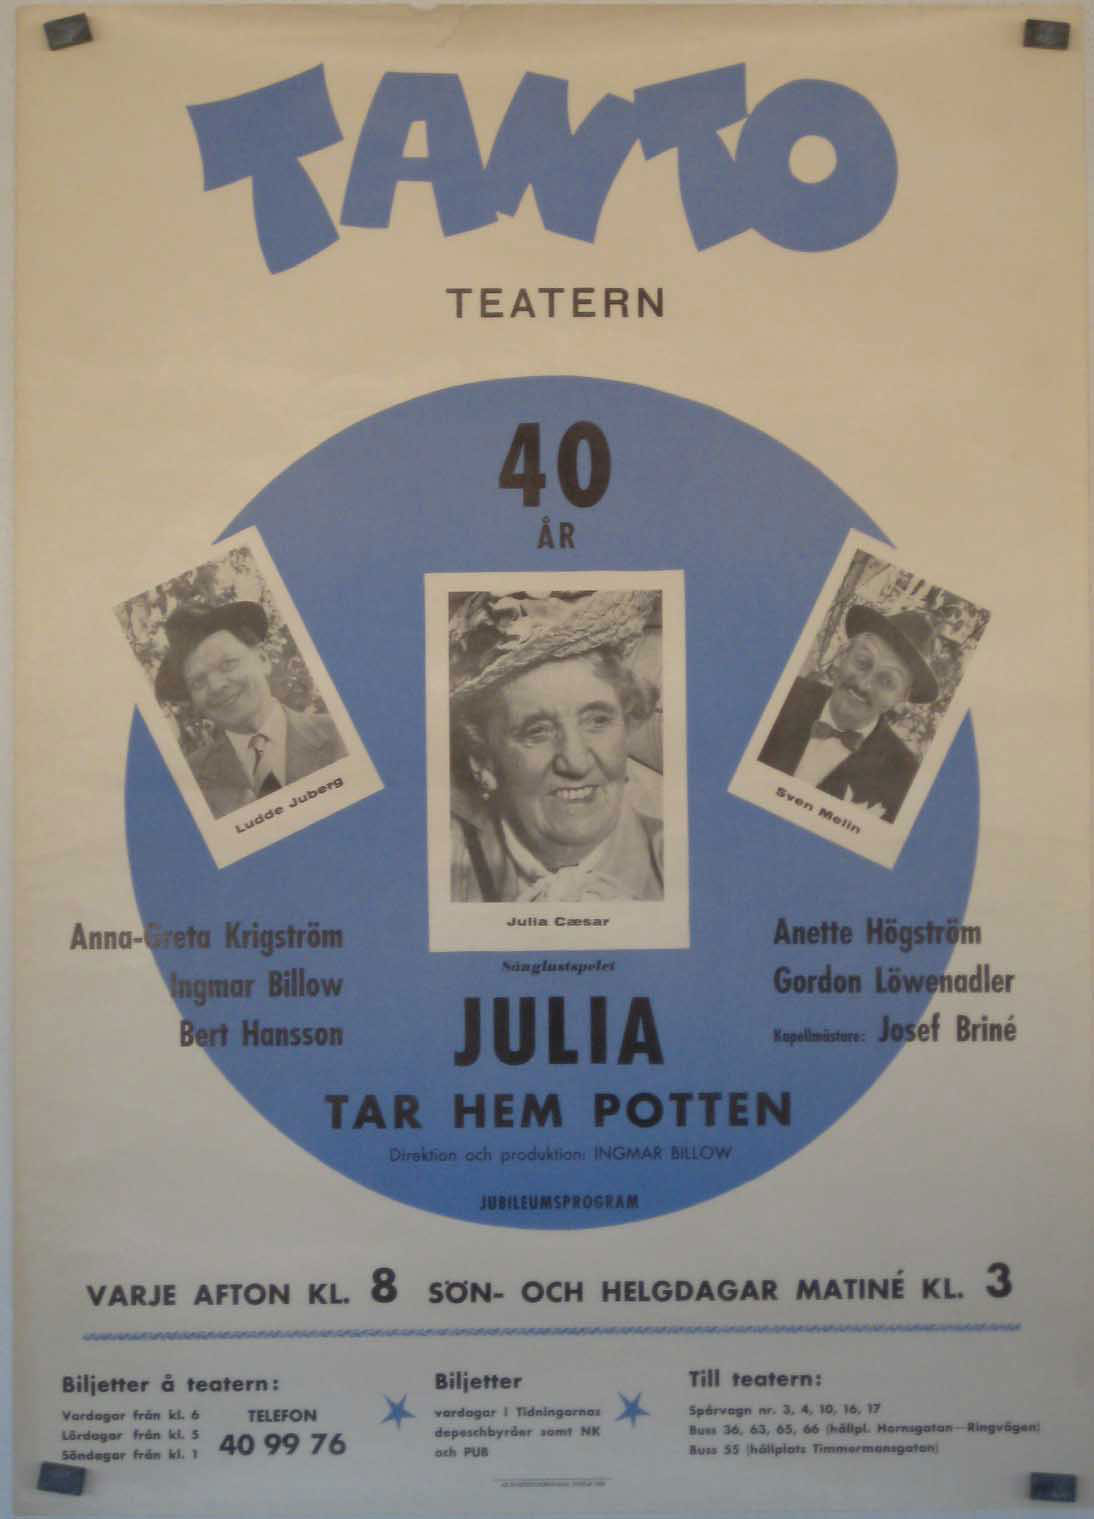 TANTO
TEATERN
40
ÅR
Ludde Juberg
Julia Cæsar
Sven Melin
Anna-Greta Krigström
Ingmar Billow
Bert Hansson
Anette Högström
Gordon Löwenadler
Kapellmästare: Josef Briné
Sånglustspelet
JULIA
TAR HEM POTTEN
Direktion och produktion: INGMAR BILLOW
JUBILEUMSPROGRAM
VARJE AFTON KL. 8 SÖN- OCH HELGDAGAR MATINÉ KL. 3
Biljetter å teatern:
Vardagar från kl. 6
Lördagar från kl. 5
Söndagar från kl. 1
TELEFON
40 99 76
Biljetter
vardagar i Tidningarnas
depeschbyråer samt NK
och PUB
Till teatern:
Spårvagn nr. 3, 4, 10, 16, 17
Buss 36, 63, 65, 66 (hållpl. Hornsgatan—Ringvägen)
Buss 55 (hållplats Timmermansgatan)